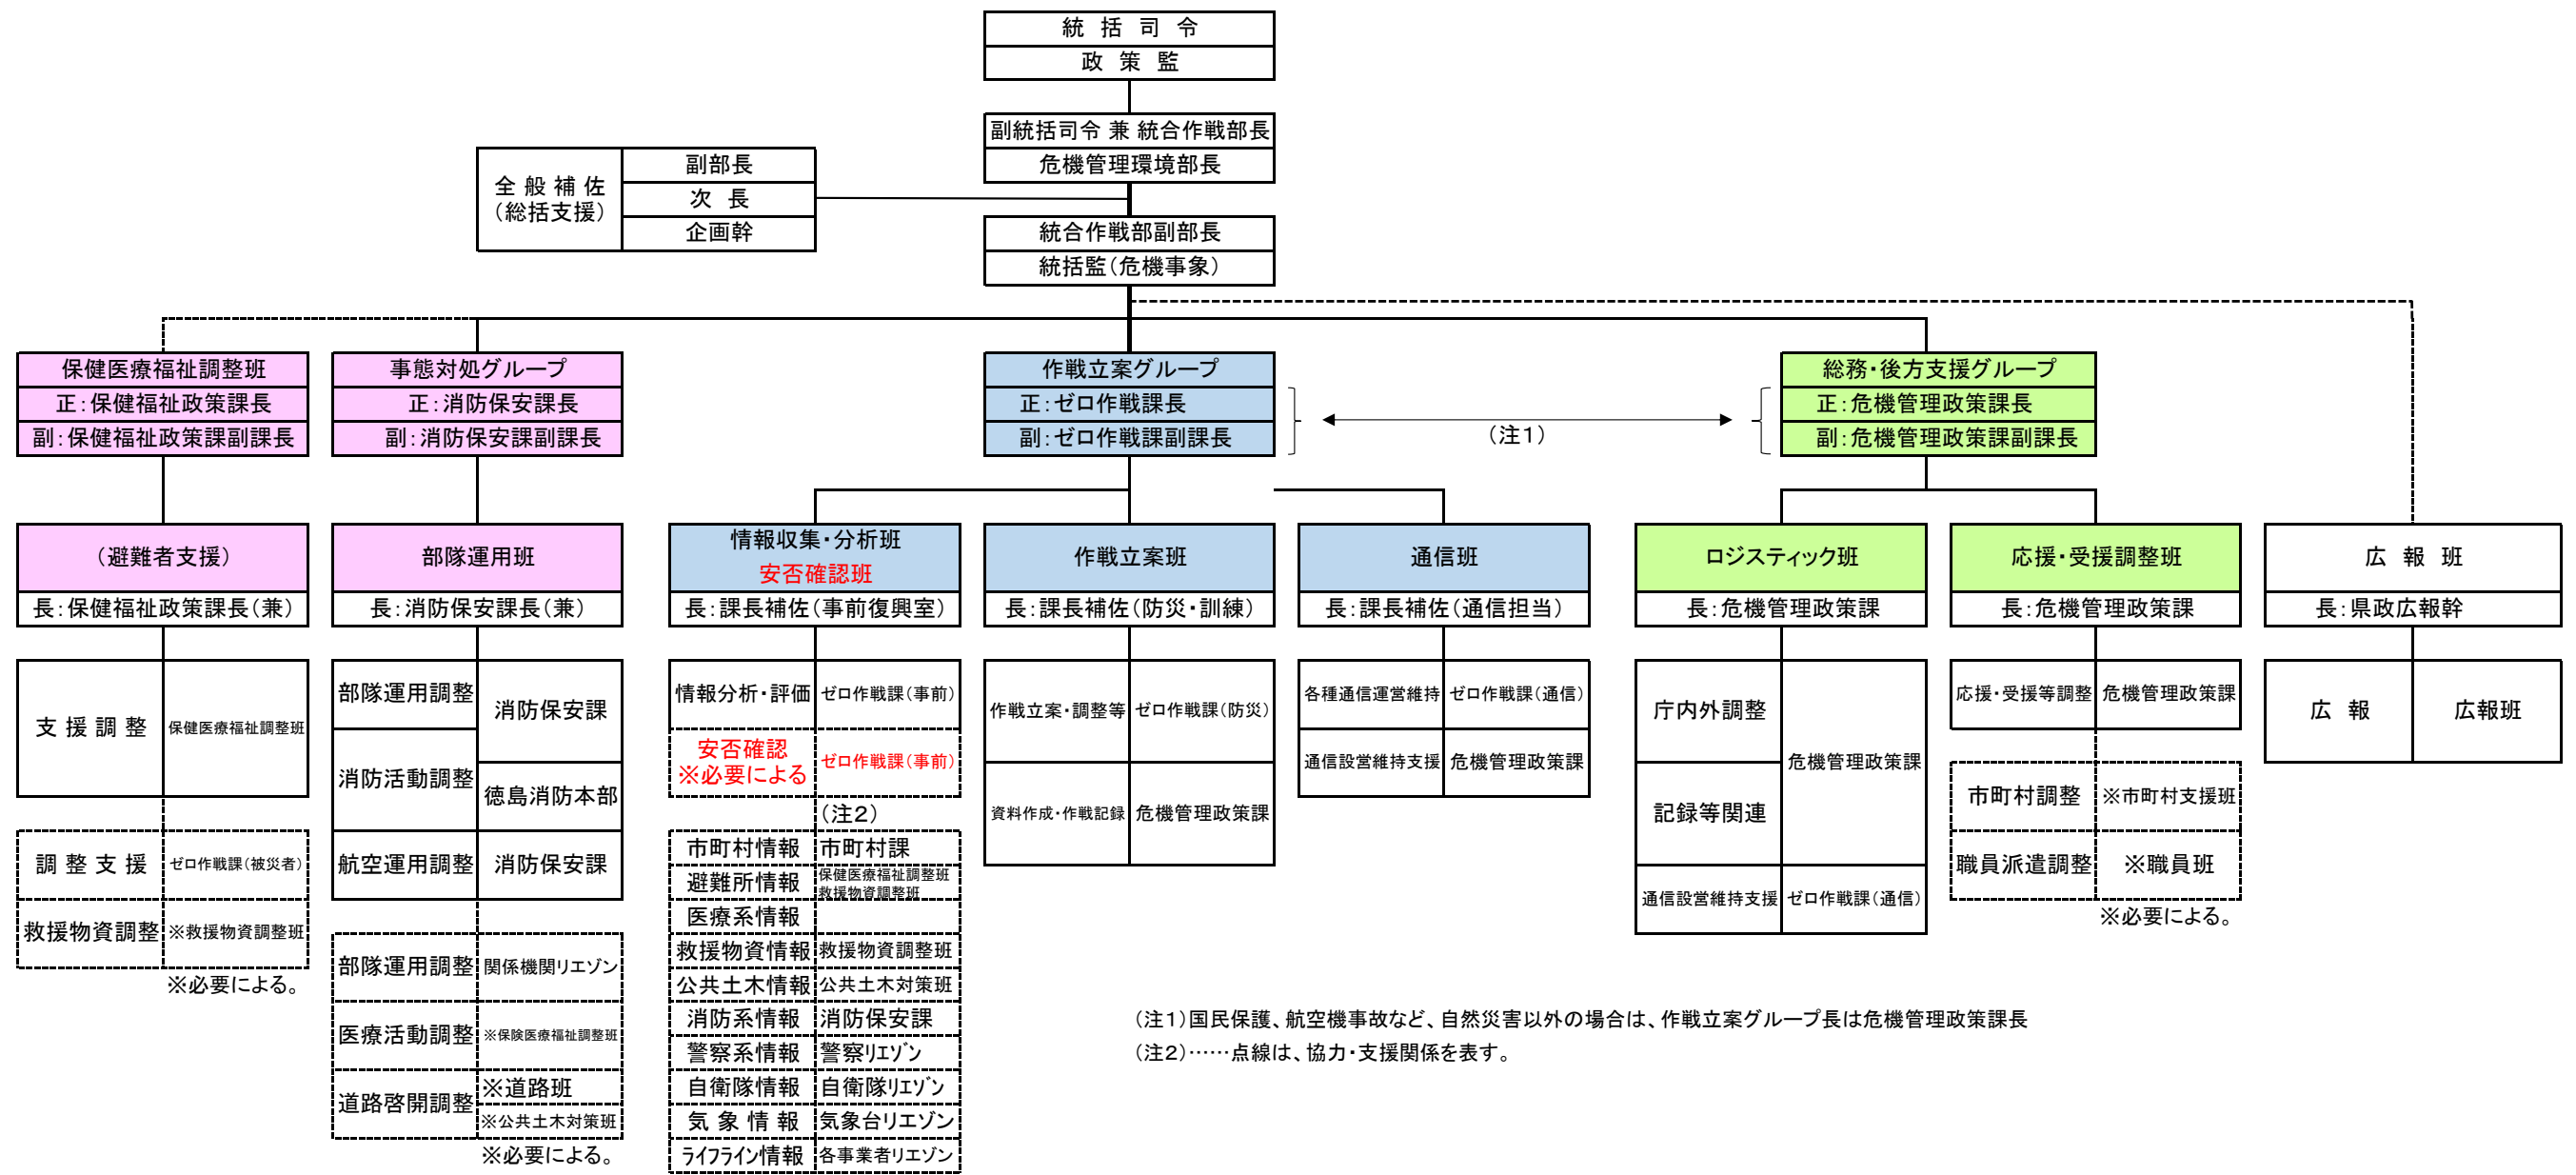 統 括 司 令
政 策 監
副統括司令 兼 統合作戦部長
危機管理環境部長
全 般 補 佐
（総括支援）
副部長
次 長
企画幹
統合作戦部副部長
統括監（危機事象）
保健医療福祉調整班
正：保健福祉政策課長
副：保健福祉政策課副課長
事態対処グループ
正：消防保安課長
副：消防保安課副課長
作戦立案グループ
正：ゼロ作戦課長
副：ゼロ作戦課副課長
（注１）
総務・後方支援グループ
正：危機管理政策課長
副：危機管理政策課副課長
（避難者支援）
長：保健福祉政策課長（兼）
部隊運用班
長：消防保安課長（兼）
情報収集・分析班
安否確認班
長：課長補佐（事前復興室）
作戦立案班
長：課長補佐（防災・訓練）
通信班
長：課長補佐（通信担当）
ロジスティック班
長：危機管理政策課
応援・受援調整班
長：危機管理政策課
広 報 班
長：県政広報幹
支 援 調 整
保健医療福祉調整班
調 整 支 援
ゼロ作戦課（被災者）
救援物資調整
※救援物資調整班
※必要による。
部隊運用調整
消防保安課
消防活動調整
徳島消防本部
航空運用調整
消防保安課
部隊運用調整
関係機関リエゾン
医療活動調整
※保険医療福祉調整班
道路啓開調整
※道路班
※公共土木対策班
※必要による。
情報分析・評価
ゼロ作戦課（事前）
安否確認
※必要による
ゼロ作戦課（事前）
（注２）
市町村情報
市町村課
避難所情報
保健医療福祉調整班
救援物資調整班
医療系情報
救援物資情報
救援物資調整班
公共土木情報
公共土木対策班
消防系情報
消防保安課
警察系情報
警察リエゾン
自衛隊情報
自衛隊リエゾン
気 象 情 報
気象台リエゾン
ライフライン情報
各事業者リエゾン
作戦立案・調整等
ゼロ作戦課（防災）
資料作成・作戦記録
危機管理政策課
各種通信運営維持
ゼロ作戦課（通信）
通信設営維持支援
危機管理政策課
庁内外調整
危機管理政策課
記録等関連
通信設営維持支援
ゼロ作戦課（通信）
応援・受援等調整
危機管理政策課
市町村調整
※市町村支援班
職員派遣調整
※職員班
※必要による。
広 報
広報班
（注１）国民保護、航空機事故など、自然災害以外の場合は、作戦立案グループ長は危機管理政策課長
（注２）……点線は、協力・支援関係を表す。